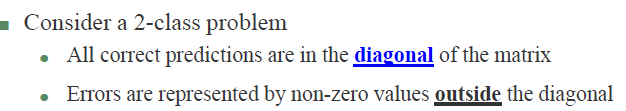 Consider a 2-class problem
All correct predictions are in the diagonal of the matrix
Errors are represented by non-zero values outside the diagonal